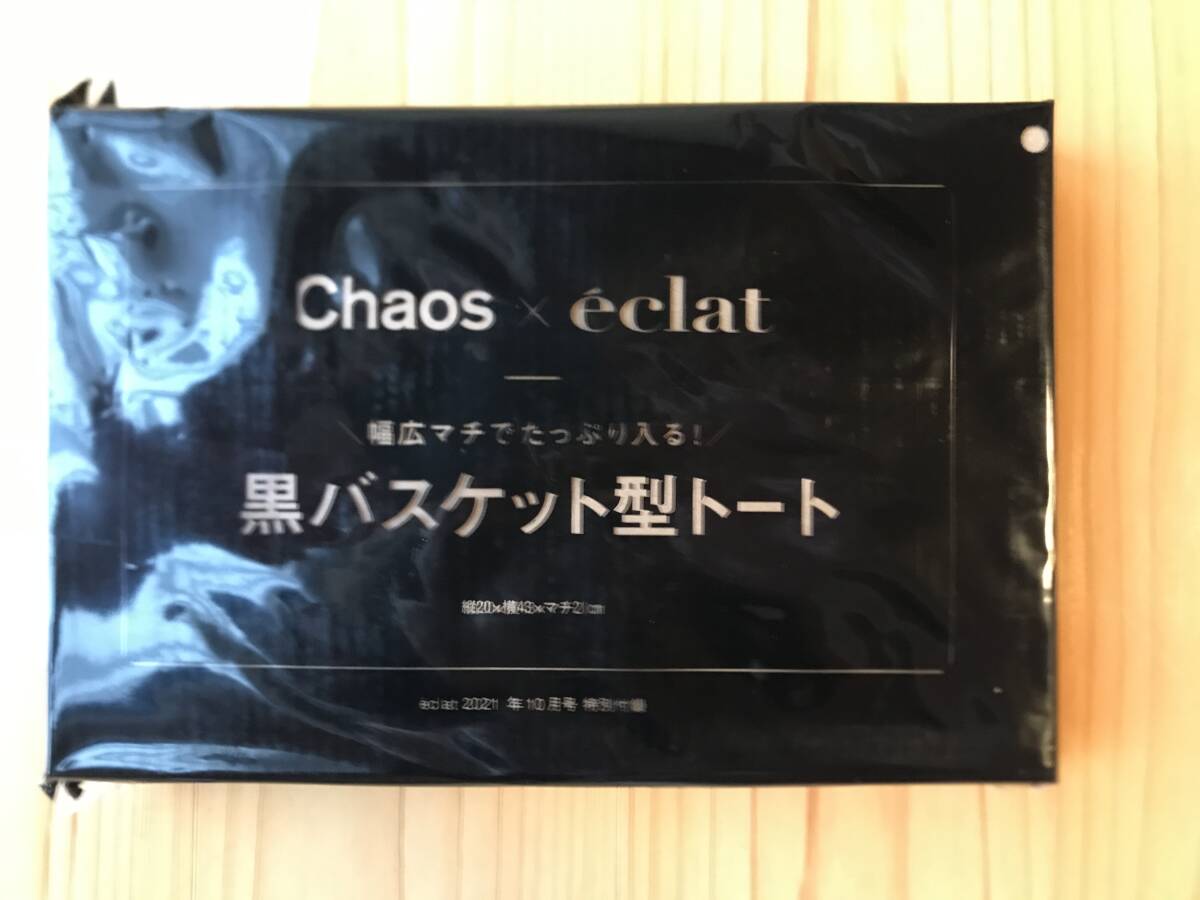 Chaos × éclat
＼幅広マチでたっぷり入る！／
黒バスケット型トート
縦20×横43×マチ21cm
éclat 2021年10月号 特別付録